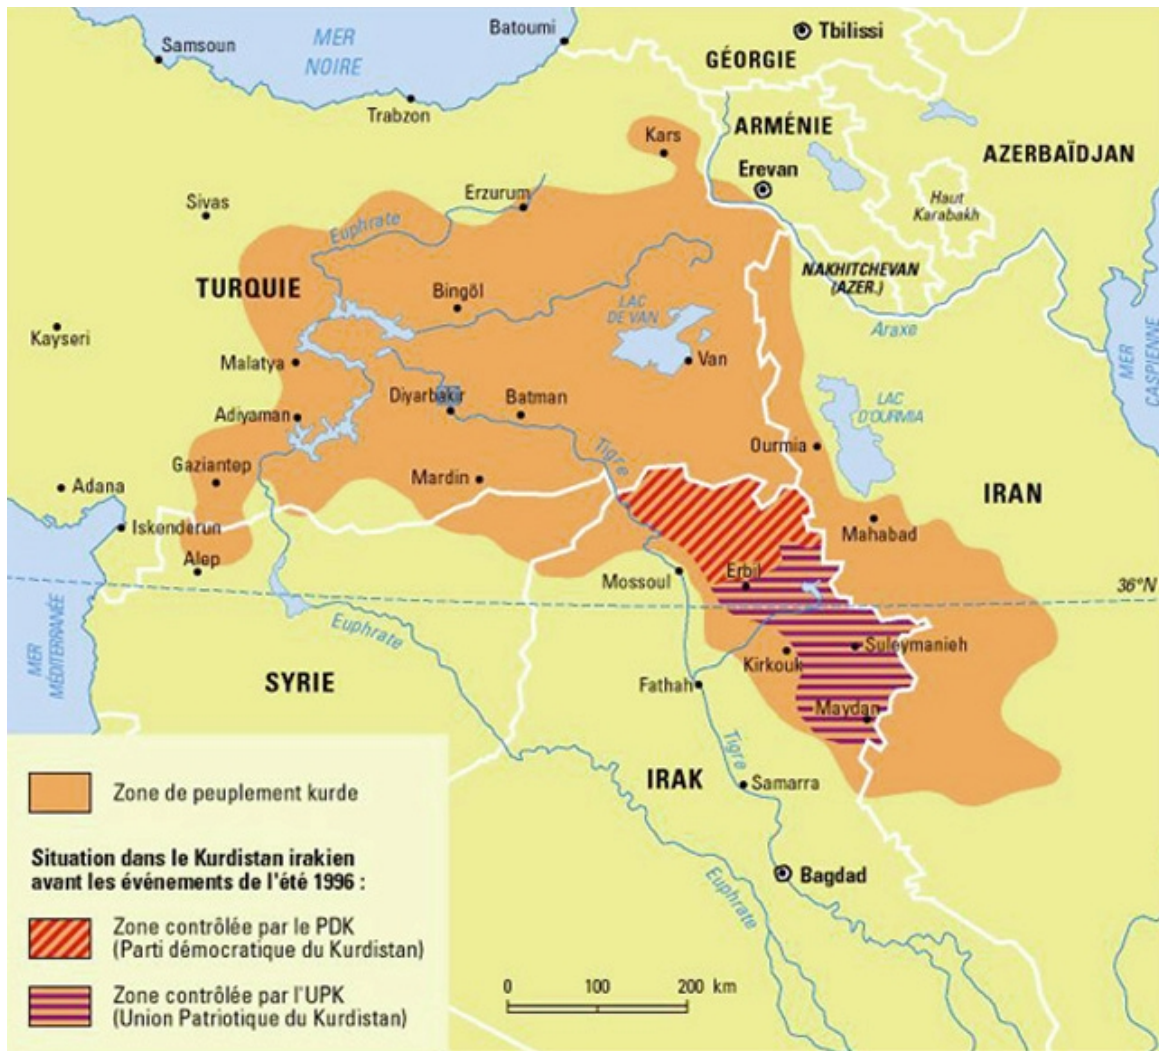 MER
NOIRE
Batoumi
Tbilissi
Samsoun
GÉORGIE
Trabzon
Kars
ARMÉNIE
AZERBAÏDJAN
Erevan
Erzurum
Sivas
Haut
Karabakh
Euphrate
TURQUIE
Bingöl
NAKHITCHEVAN
(AZER.)
LAC
DE VAN
Araxe
Kayseri
Malatya
Van
MER
CASPIENNE
Diyarbakir
Batman
LAC
D'OURMIA
Adiyaman
Tigre
Ourmia
Gaziantep
Mardin
Adana
IRAN
Iskenderun
Mahabad
Alep
Mossoul
Erbil
36°N
MER
MÉDITERRANÉE
Euphrate
Kirkouk
Suleymanieh
SYRIE
Fathah
Maydan
Tigre
IRAK
Samarra
Bagdad
Euphrate
Zone de peuplement kurde
Situation dans le Kurdistan irakien
avant les événements de l'été 1996 :
Zone contrôlée par le PDK
(Parti démocratique du Kurdistan)
Zone contrôlée par l'UPK
(Union Patriotique du Kurdistan)
0 100 200 km